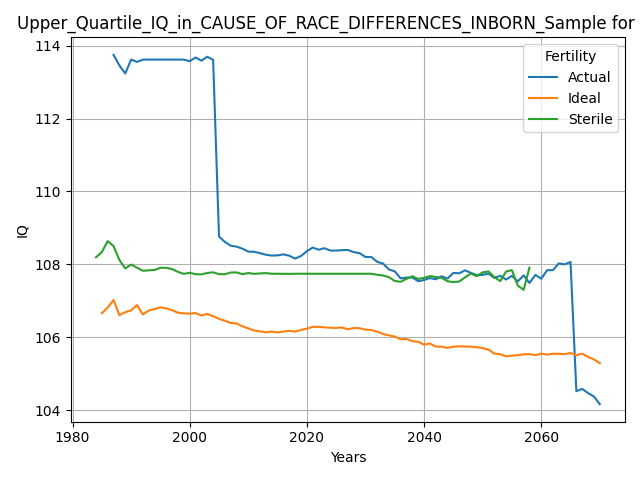 Upper_Quartile_IQ_in_CAUSE_OF_RACE_DIFFERENCES_INBORN_Sample for
114
112
110
108
106
104
IQ
1980
2000
2020
2040
2060
Years
Fertility
Actual
Ideal
Sterile